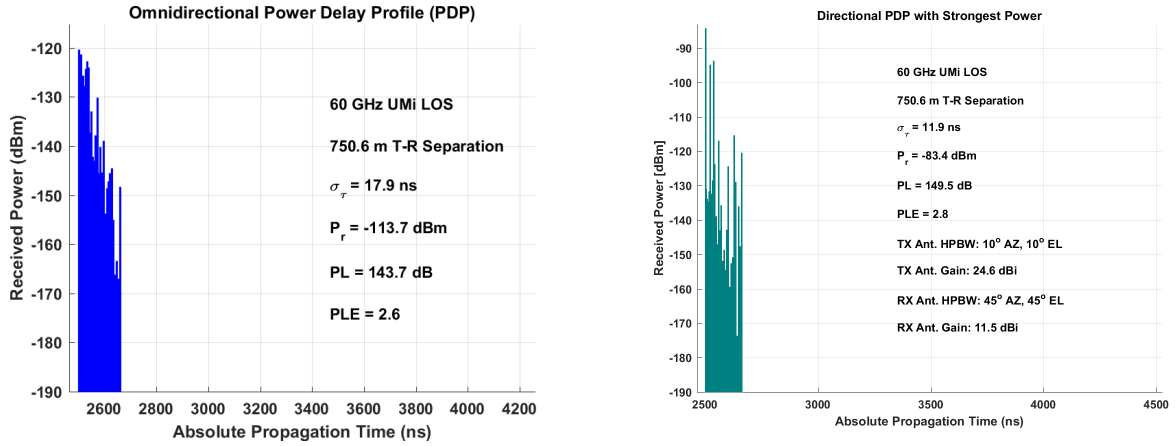 Omnidirectional Power Delay Profile (PDP)
Received Power (dBm)
-120
-130
-140
-150
-160
-170
-180
-190
60 GHz UMi LOS
750.6 m T-R Separation
στ = 17.9 ns
Pr = -113.7 dBm
PL = 143.7 dB
PLE = 2.6
2600 2800 3000 3200 3400 3600 3800 4000 4200
Absolute Propagation Time (ns)
Directional PDP with Strongest Power
Received Power [dBm]
-90
-100
-110
-120
-130
-140
-150
-160
-170
-180
-190
60 GHz UMi LOS
750.6 m T-R Separation
στ = 11.9 ns
Pr = -83.4 dBm
PL = 149.5 dB
PLE = 2.8
TX Ant. HPBW: 10° AZ, 10° EL
TX Ant. Gain: 24.6 dBi
RX Ant. HPBW: 45° AZ, 45° EL
RX Ant. Gain: 11.5 dBi
2500 3000 3500 4000 4500
Absolute Propagation Time (ns)